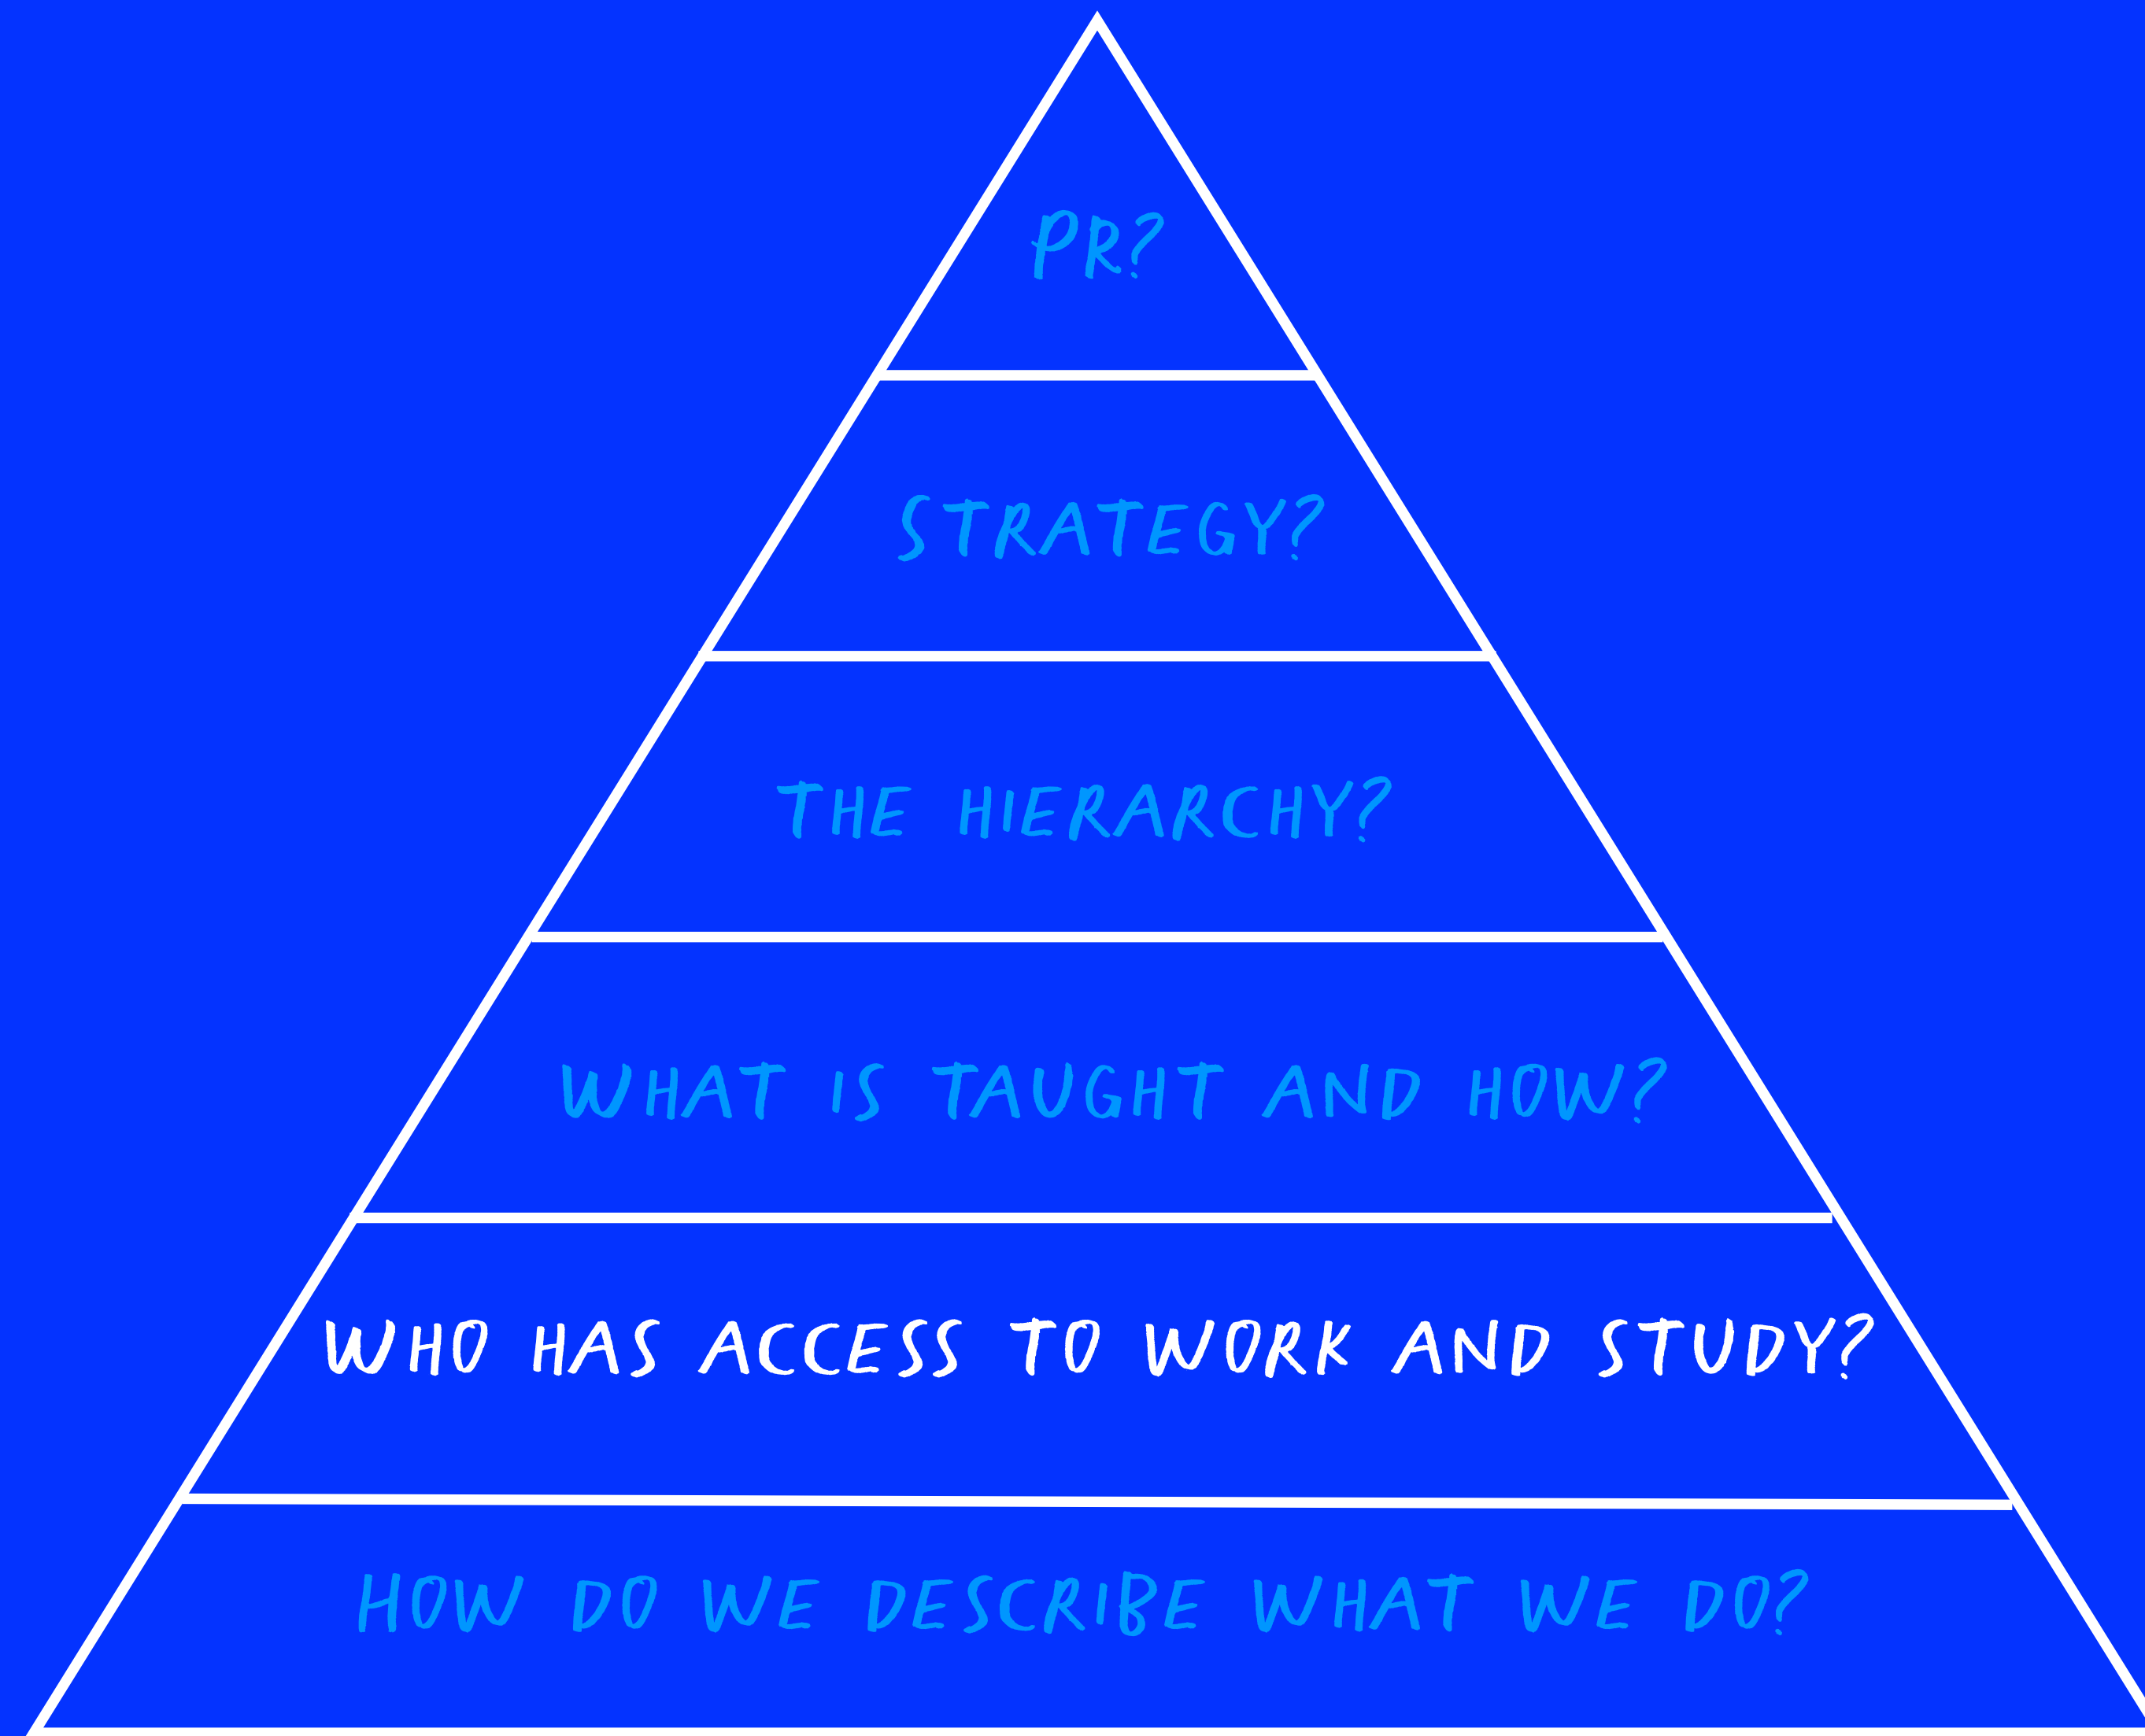 PR?
STRATEGY?
THE HIERARCHY?
WHAT IS TAUGHT AND HOW?
WHO HAS ACCESS TO WORK AND STUDY?
HOW DO WE DESCRIBE WHAT WE DO?